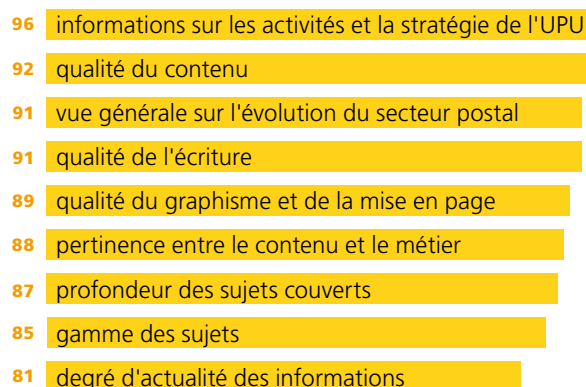 96 informations sur les activités et la stratégie de l'UPU
92 qualité du contenu
91 vue générale sur l'évolution du secteur postal
91 qualité de l'écriture
89 qualité du graphisme et de la mise en page
88 pertinence entre le contenu et le métier
87 profondeur des sujets couverts
85 gamme des sujets
81 degré d'actualité des informations